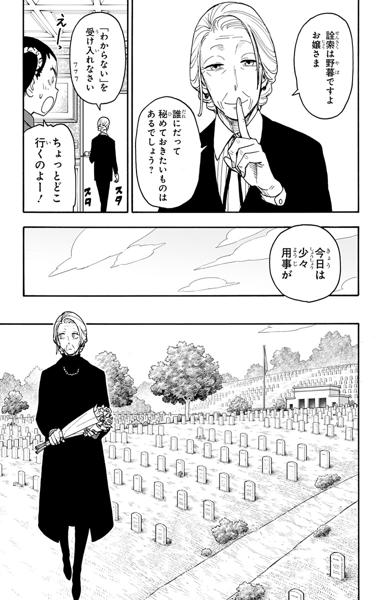 詮索は野暮ですよ
お嬢さま
誰にだって
秘めておきたいものは
あるでしょう？
え！
「わからない」を
受け入れなさい
フフフ
スタ
スタ
ちょっとどこ
行くのよー！
今日は
少々
用事が